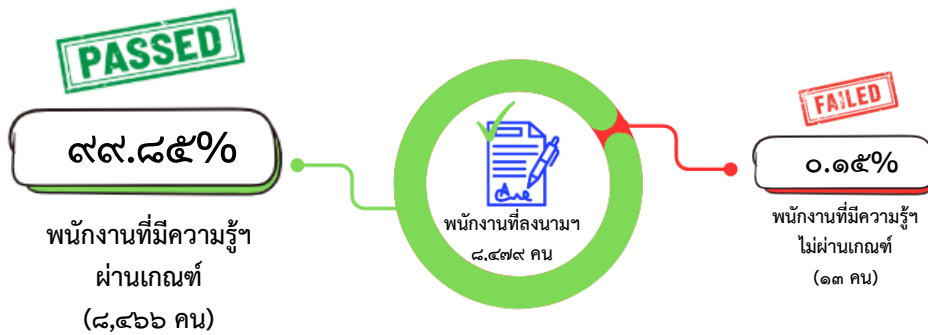 PASSED
๙๙.๘๕%
พนักงานที่มีความรู้ฯ
ผ่านเกณฑ์
(๘,๔๖๖ คน)
พนักงานที่ลงนามฯ
๘.๔๗๙ คน
FAILED
๐.๑๕%
พนักงานที่มีความรู้ฯ
ไม่ผ่านเกณฑ์
(๑๓ คน)